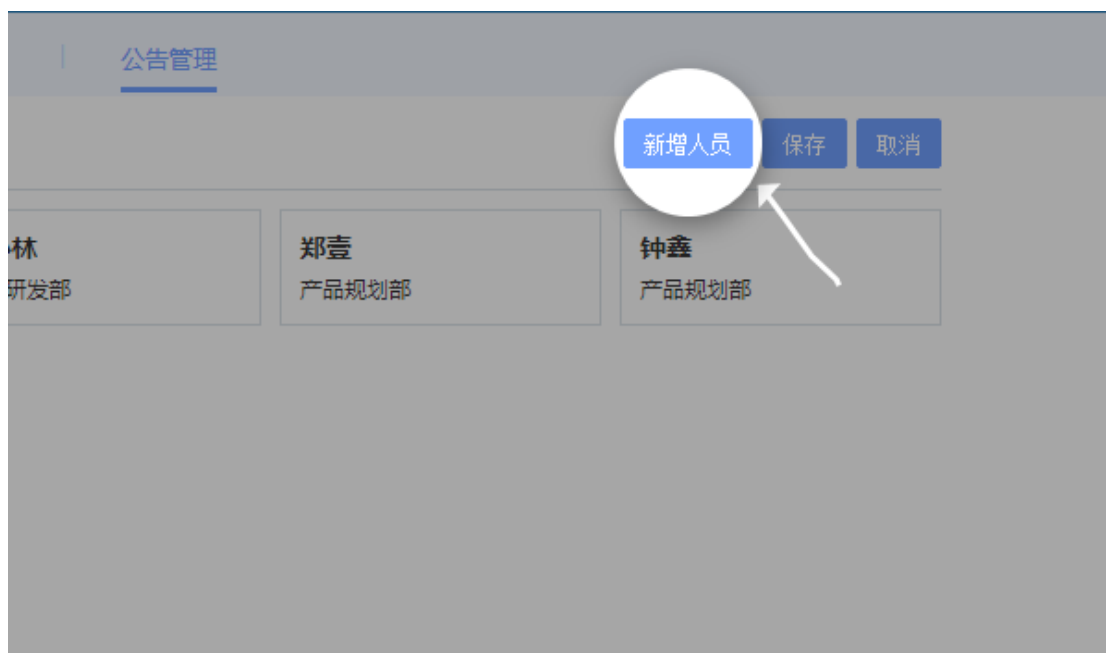 公告管理
新增人员 保存 取消
林 郑壹 钟鑫
研发部 产品规划部 产品规划部